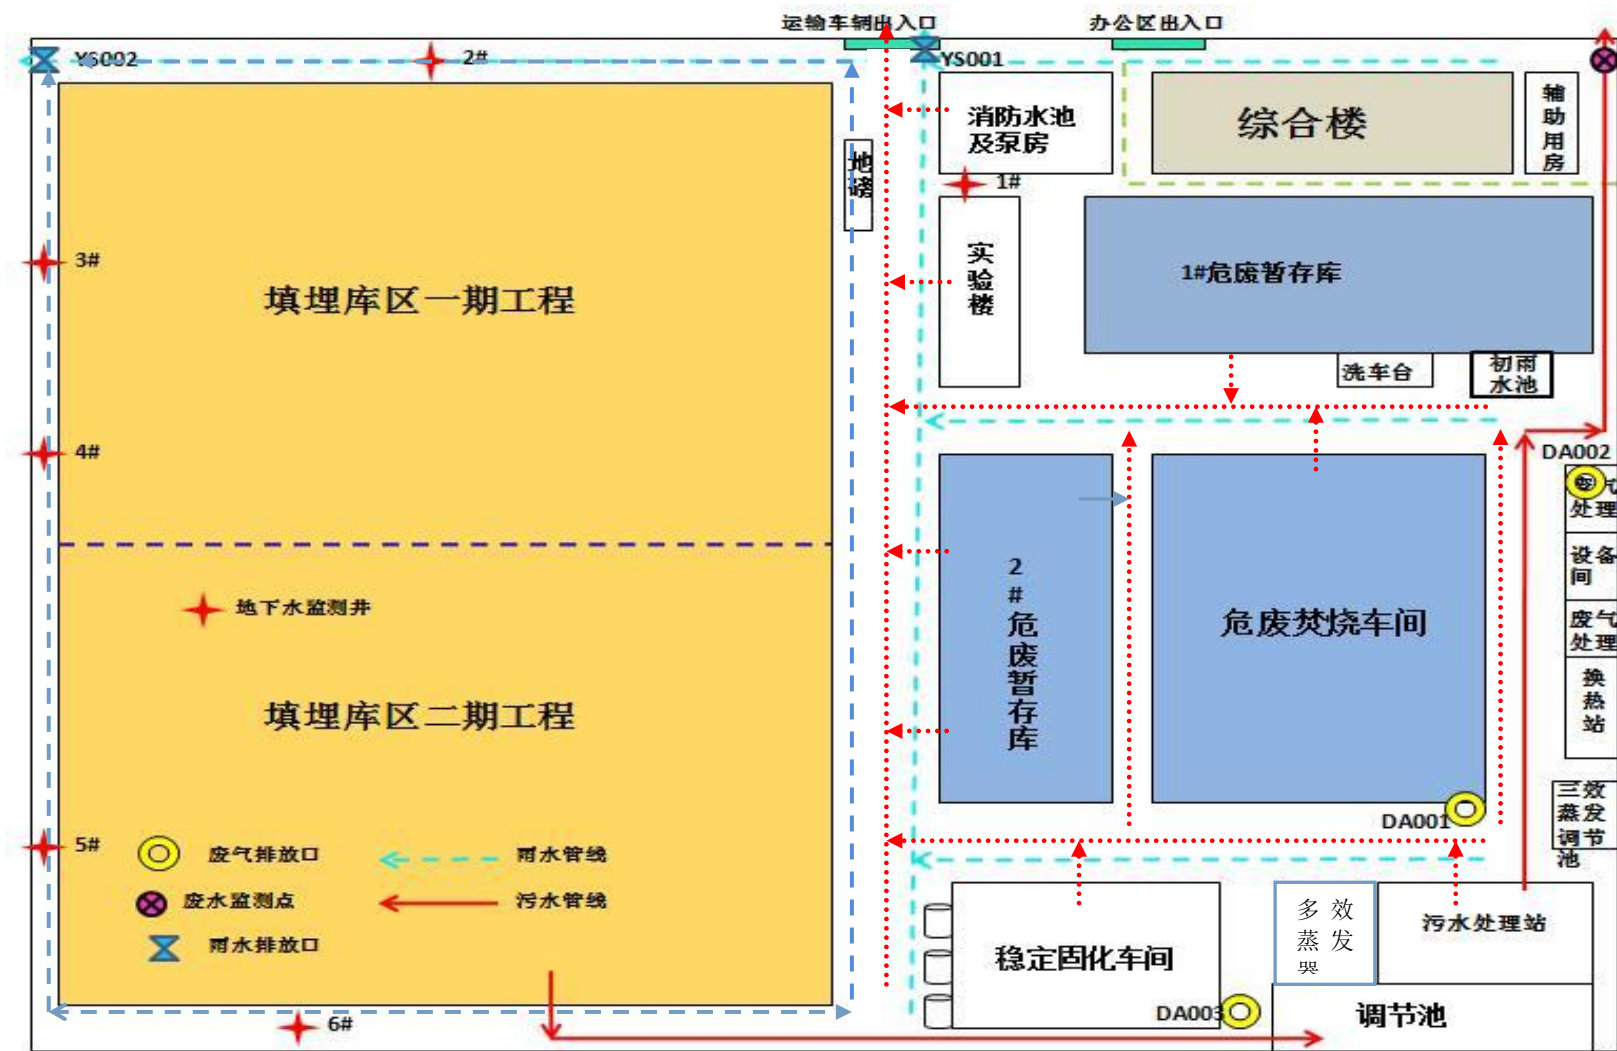 运输车辆出入口
办公区出入口
YS002
2#
YS001
消防水池
及泵房
综合楼
辅
助
用
房
地
磅
1#
实
验
楼
3#
1#危废暂存库
填埋库区一期工程
洗车台
初雨
水池
4#
DA002
废气
处理
设备
间
2
#
危
废
暂
存
库
危废焚烧车间
地下水监测井
废气
处理
换
热
站
填埋库区二期工程
三效
蒸发
调节
池
DA001
5#
废气排放口
雨水管线
废水监测点
污水管线
雨水排放口
多效
蒸发
器
污水处理站
稳定固化车间
DA003
调节池
6#